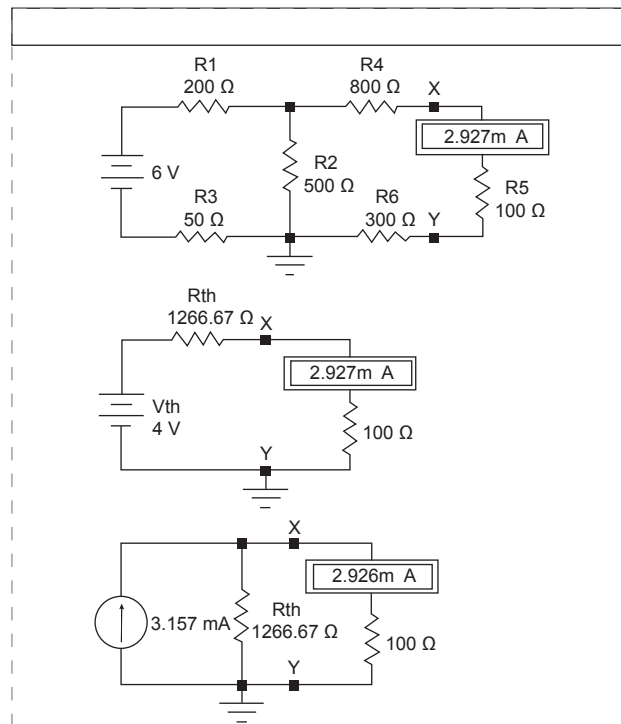 R1
200 Ω
R4
800 Ω
X
2.927m A
6 V
R2
500 Ω
R5
100 Ω
R3
50 Ω
R6
300 Ω
Y
Rth
1266.67 Ω
X
2.927m A
Vth
4 V
100 Ω
Y
X
2.926m A
3.157 mA
Rth
1266.67 Ω
100 Ω
Y